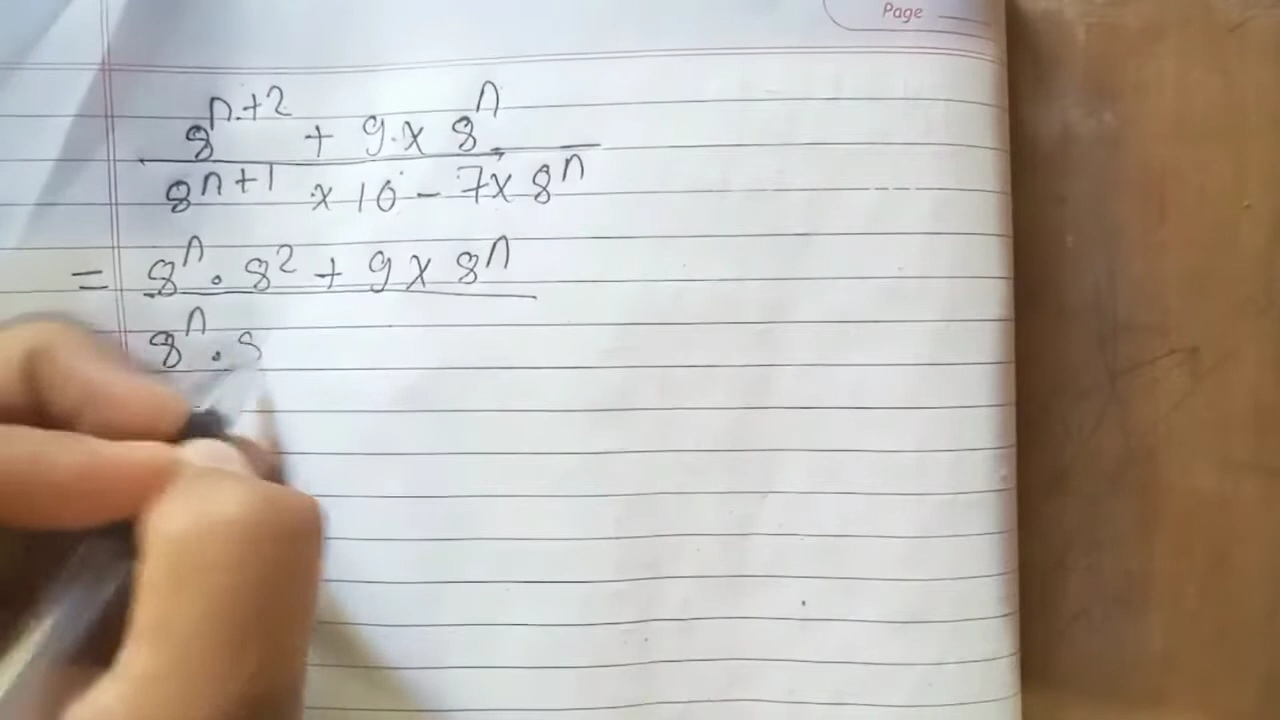 Page
8^{n+2} + 9 × 8^n
8^{n+1} × 10 - 7 × 8^n
= 8^n · 8^2 + 9 × 8^n
8^n · 8